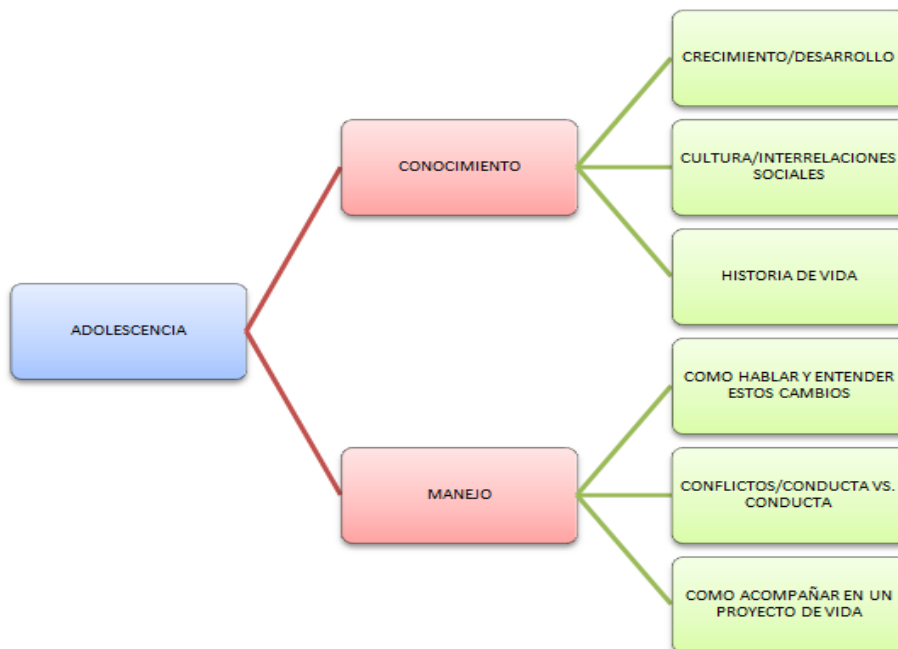 ADOLESCENCIA
CONOCIMIENTO
CRECIMIENTO/DESARROLLO
CULTURA/INTERRELACIONES
SOCIALES
HISTORIA DE VIDA
MANEJO
COMO HABLAR Y ENTENDER
ESTOS CAMBIOS
CONFLICTOS/CONDUCTA VS.
CONDUCTA
COMO ACOMPAÑAR EN UN
PROYECTO DE VIDA